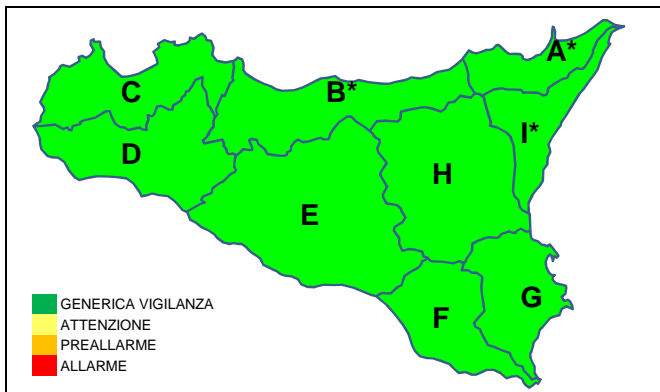 A*
C
B*
I*
D
H
E
G
F
GENERICA VIGILANZA
ATTENZIONE
PREALLARME
ALLARME